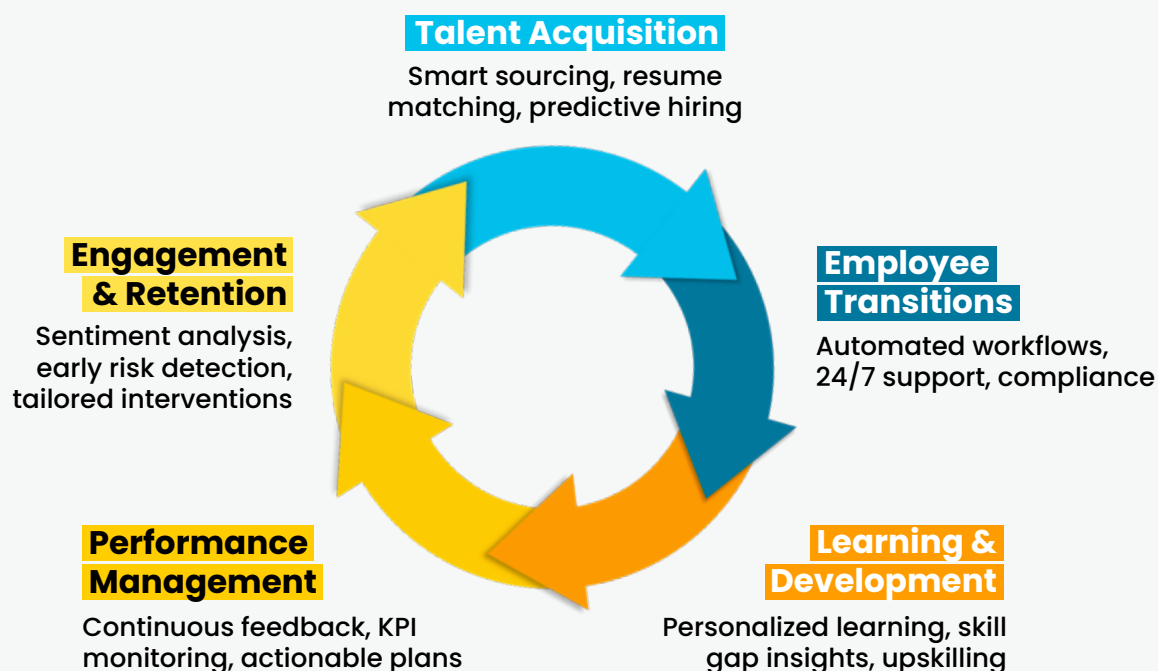 Talent Acquisition
Smart sourcing, resume
matching, predictive hiring
Employee
Transitions
Automated workflows,
24/7 support, compliance
Learning &
Development
Personalized learning, skill
gap insights, upskilling
Performance
Management
Continuous feedback, KPI
monitoring, actionable plans
Engagement
& Retention
Sentiment analysis,
early risk detection,
tailored interventions